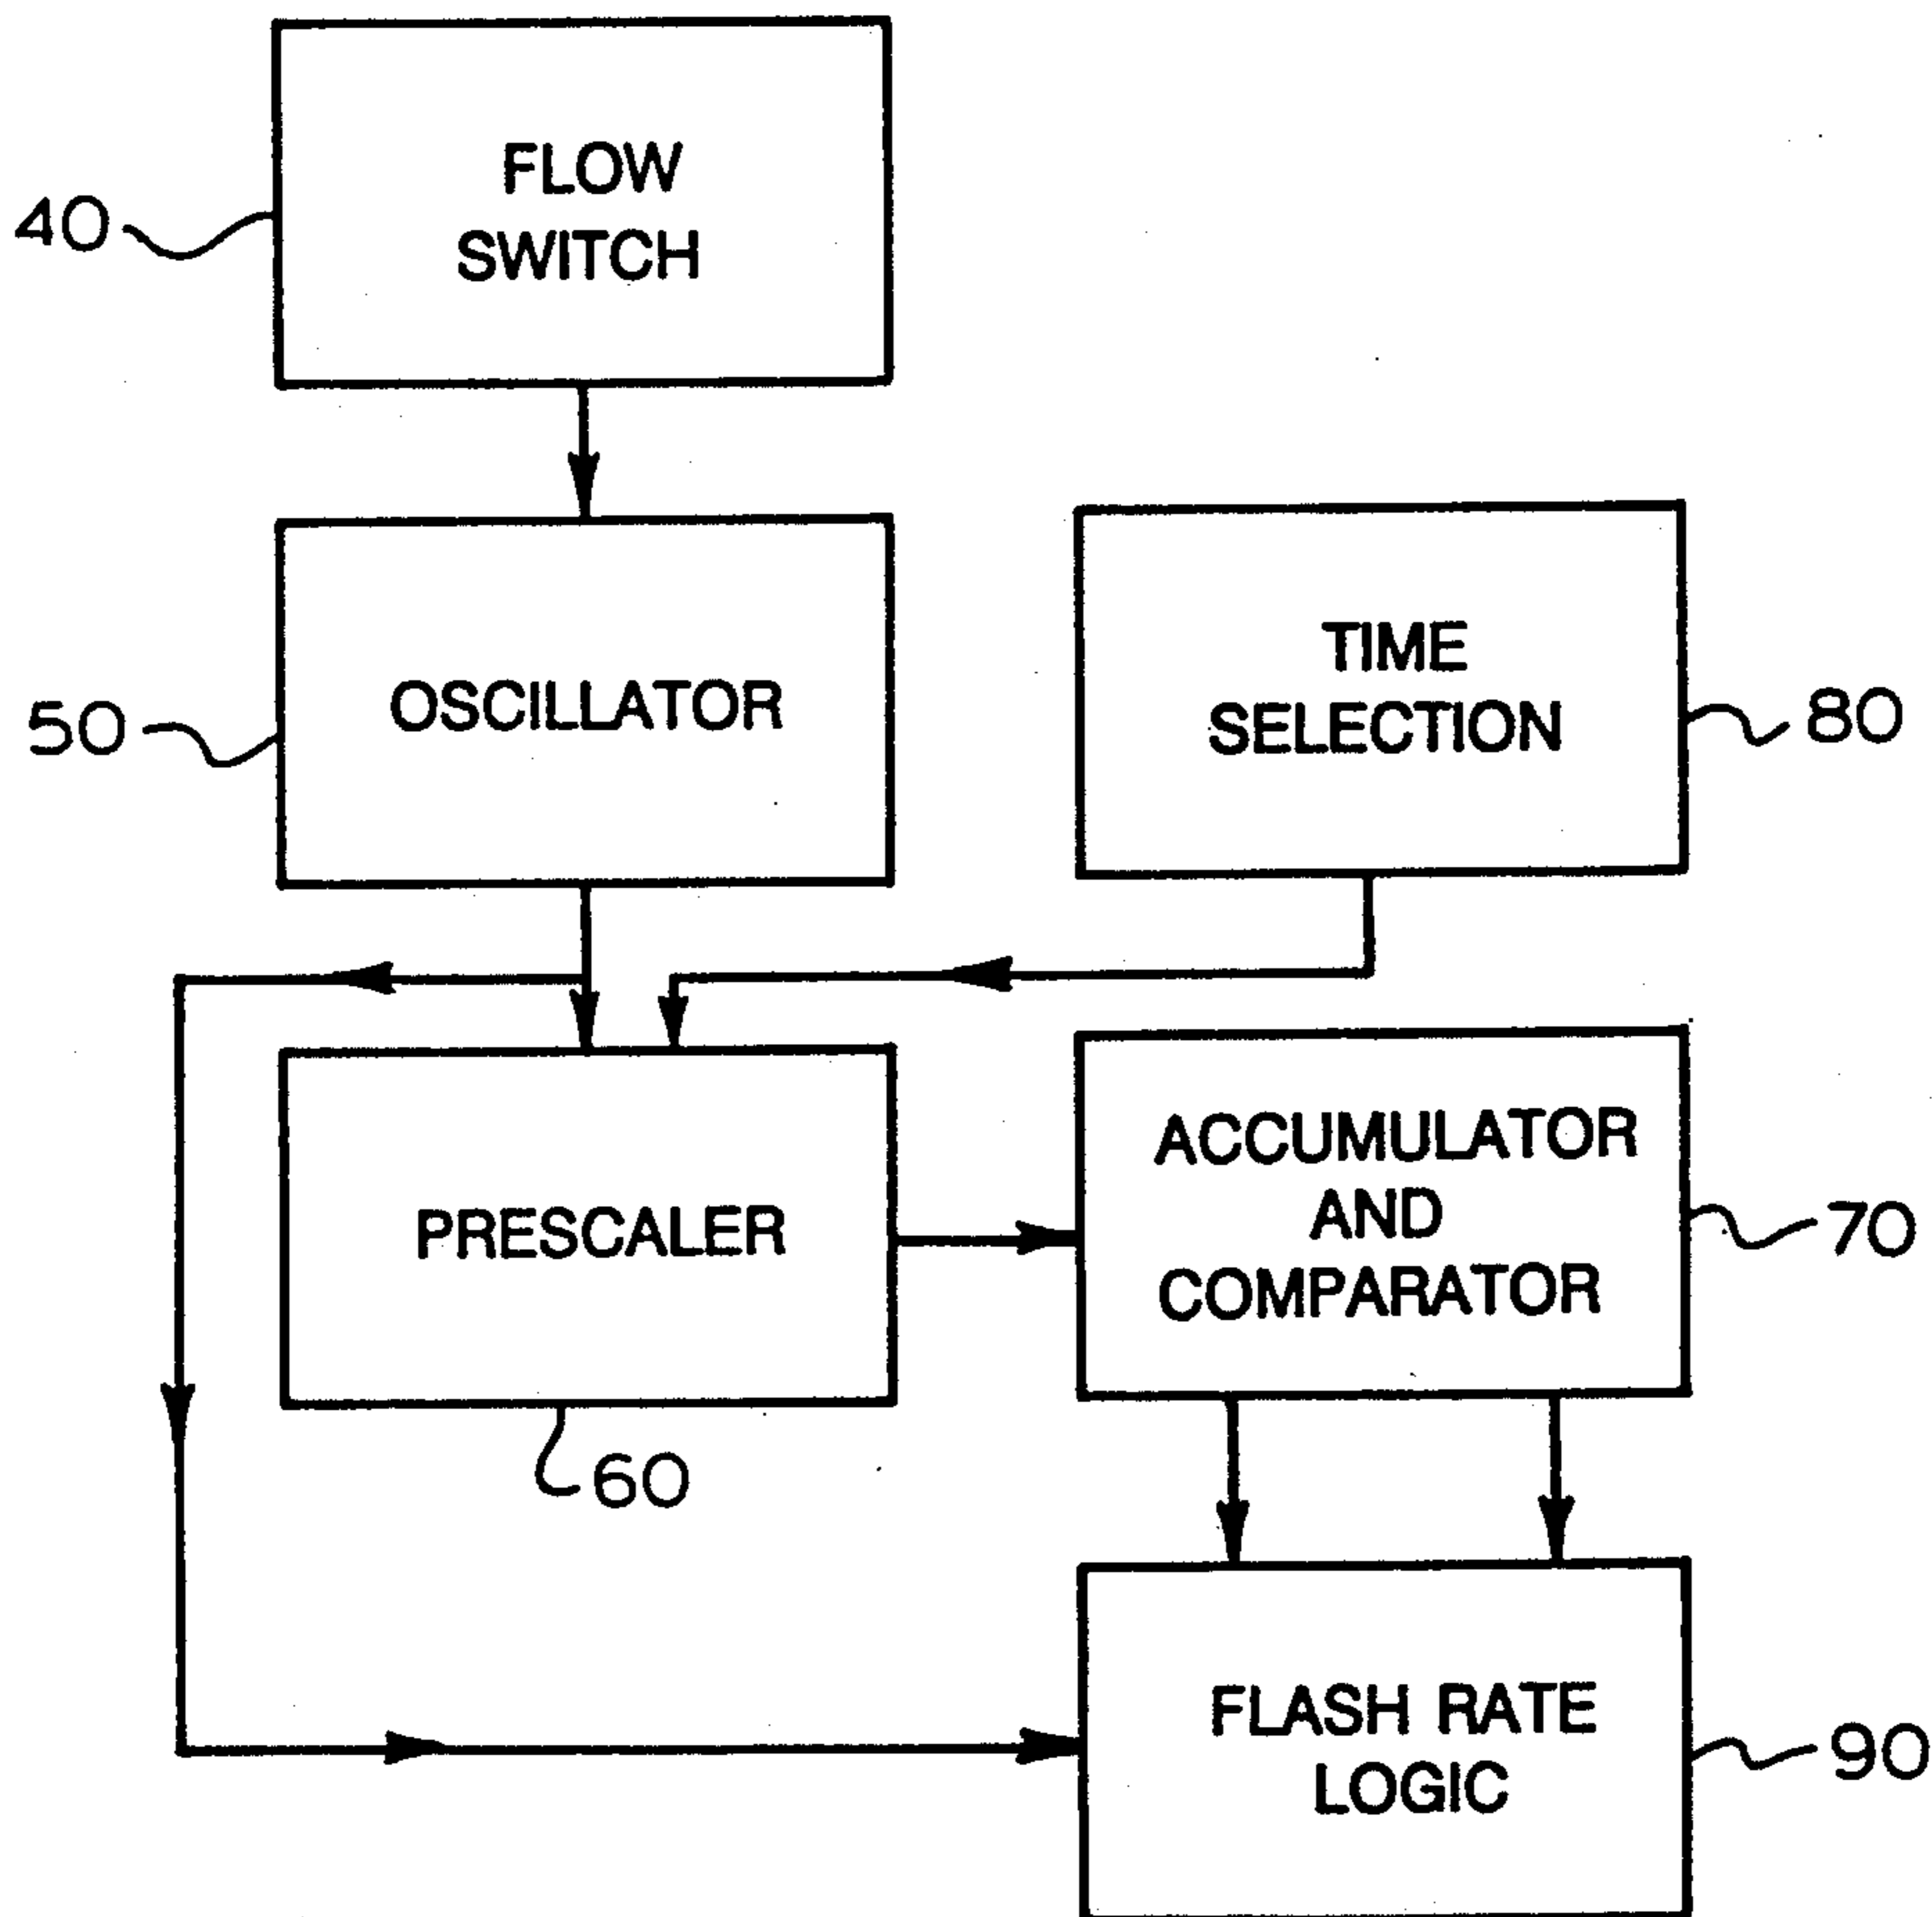 FLOW
SWITCH
40
OSCILLATOR
50
TIME
SELECTION
80
PRESCALER
60
ACCUMULATOR
AND
COMPARATOR
70
FLASH RATE
LOGIC
90